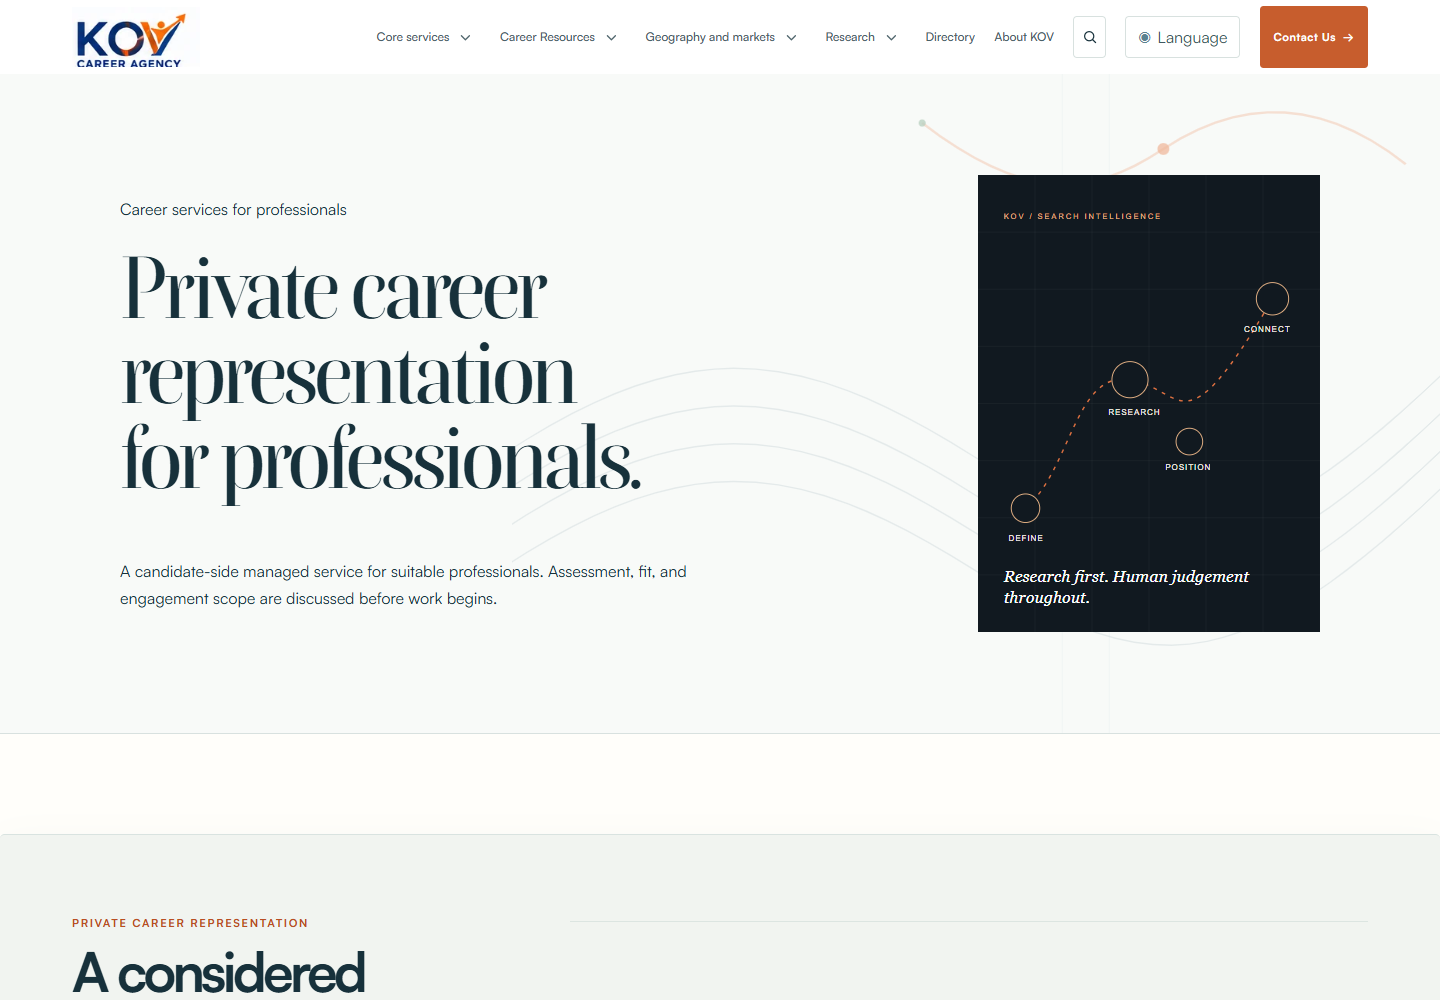 KOV
CAREER AGENCY
Core services
Career Resources
Geography and markets
Research
Directory
About KOV
Language
Contact Us →
Career services for professionals
Private career
representation
for professionals.
A candidate-side managed service for suitable professionals. Assessment, fit, and
engagement scope are discussed before work begins.
KOV / SEARCH INTELLIGENCE
CONNECT
RESEARCH
POSITION
DEFINE
Research first. Human judgement
throughout.
PRIVATE CAREER REPRESENTATION
A considered